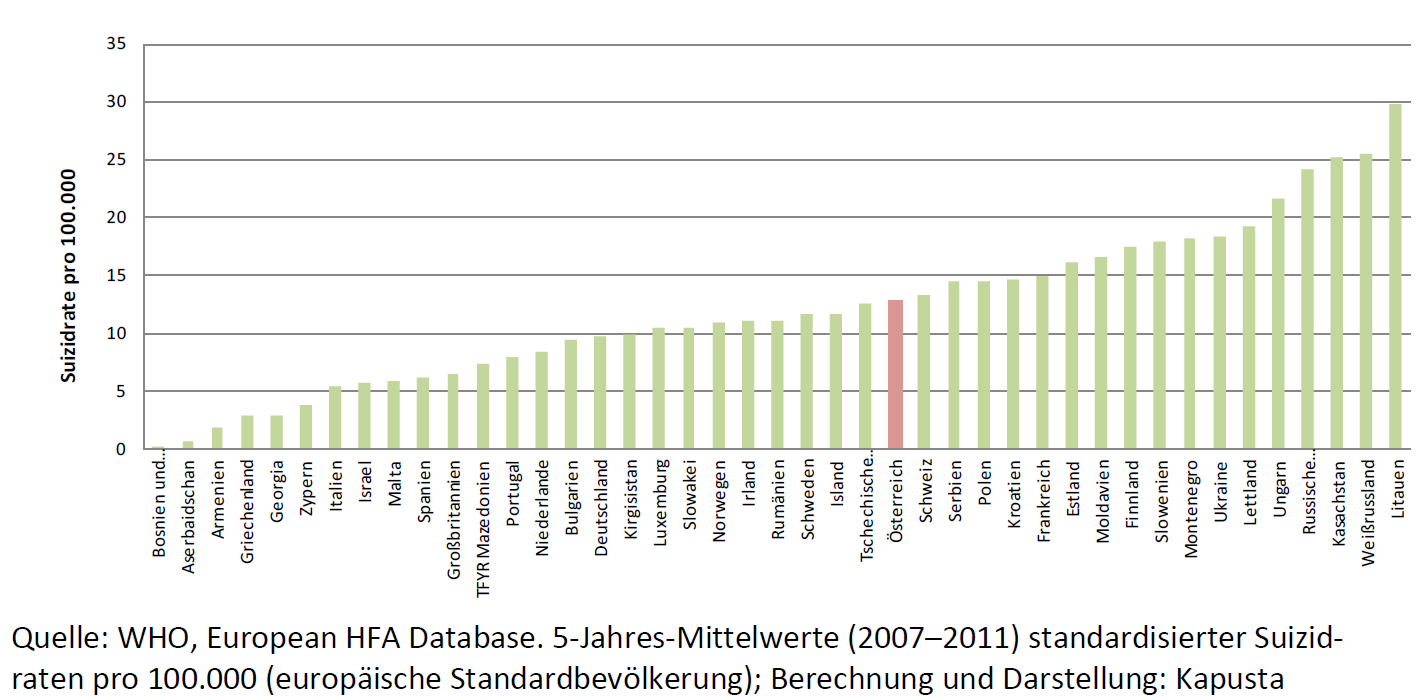 35
30
25
20
15
10
5
0
Suizidrate pro 100.000
Bosnien und...
Aserbaidschan
Armenien
Griechenland
Georgia
Zypern
Italien
Israel
Malta
Spanien
Großbritannien
TFYR Mazedonien
Portugal
Niederlande
Bulgarien
Deutschland
Kirgisistan
Luxemburg
Slowakei
Norwegen
Irland
Rumänien
Schweden
Island
Tschechische...
Österreich
Schweiz
Serbien
Polen
Kroatien
Frankreich
Estland
Moldavien
Finnland
Slowenien
Montenegro
Ukraine
Lettland
Ungarn
Russische...
Kasachstan
Weißrussland
Litauen
Quelle: WHO, European HFA Database. 5-Jahres-Mittelwerte (2007–2011) standardisierter Suizid-
raten pro 100.000 (europäische Standardbevölkerung); Berechnung und Darstellung: Kapusta